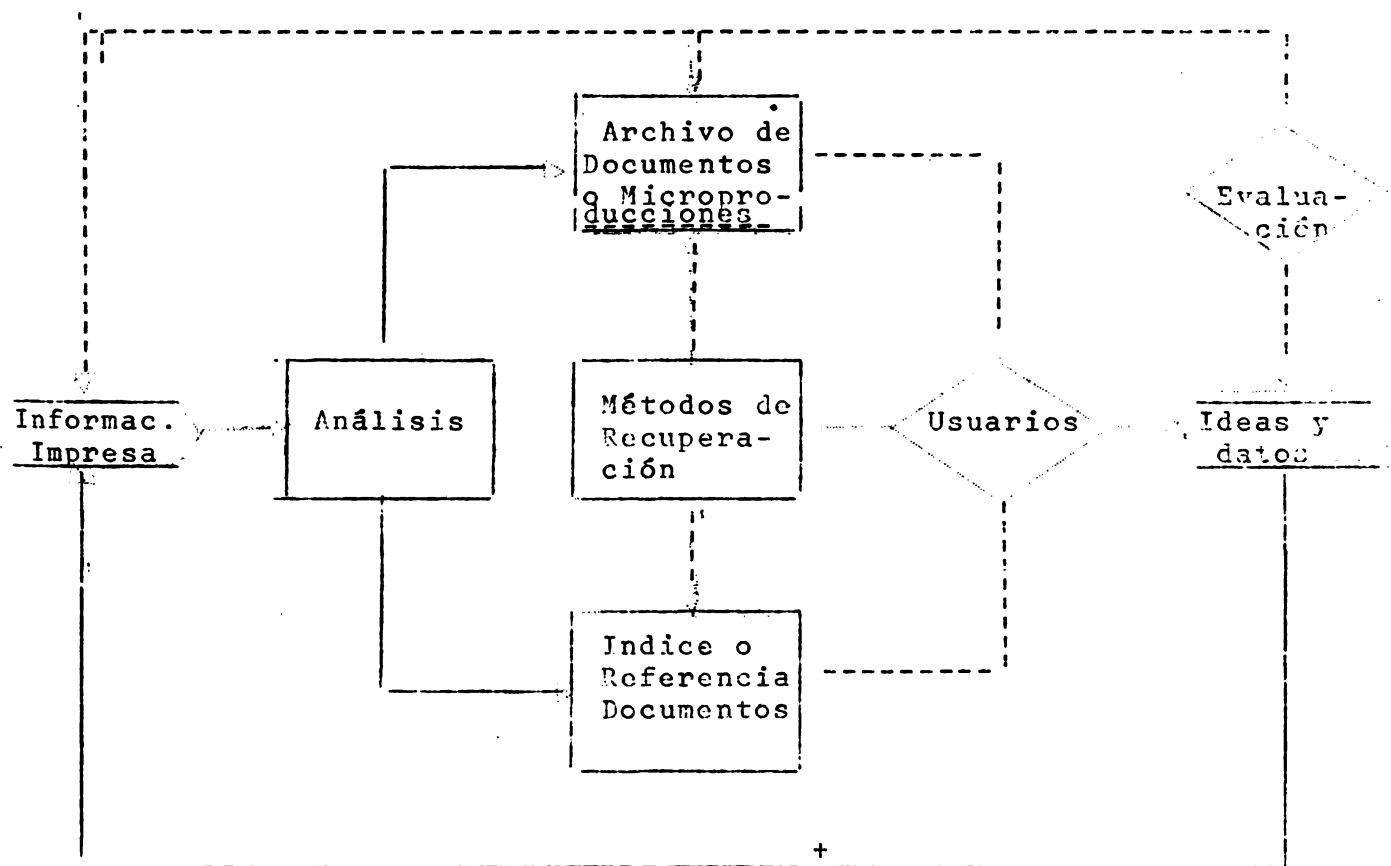 Archivo de
Documentos
o Micropro-
ducciones
Evalua-
ción
Informac.
Impresa
Análisis
Métodos de
Recupera-
ción
Usuarios
Ideas y
datos
Indice o
Referencia
Documentos
+